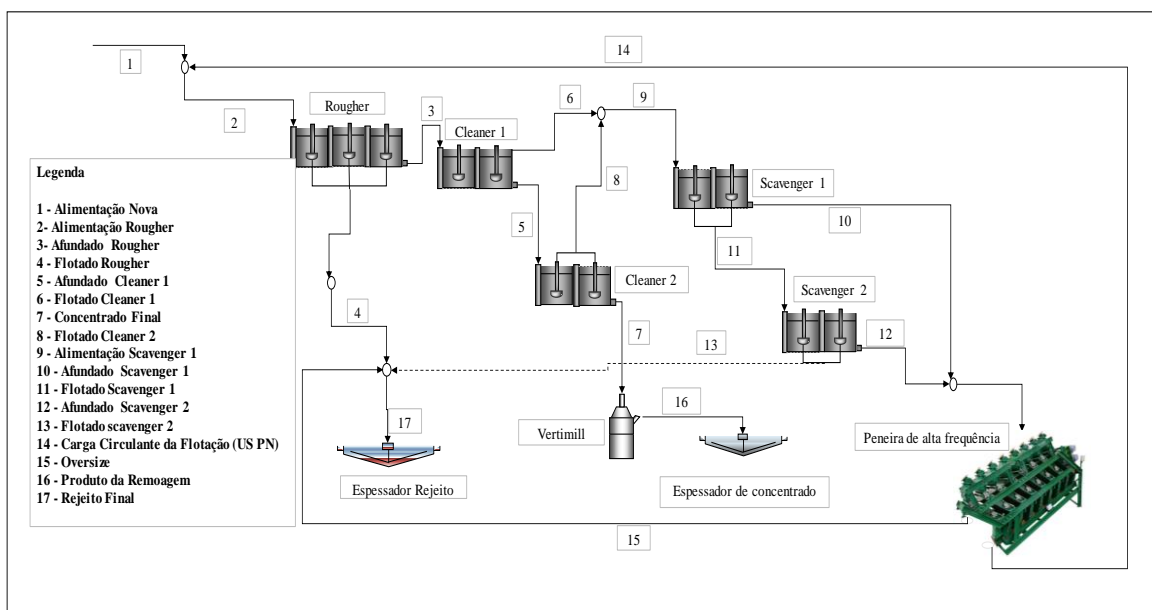 14
1
2
Rougher
3
Cleaner 1
6
9
Scavenger 1
10
8
5
11
Cleaner 2
Scavenger 2
12
4
13
7
Legenda
1 - Alimentação Nova
2- Alimentação Rougher
3- Afundado Rougher
4 - Flotado Rougher
5 - Afundado Cleaner 1
6 - Flotado Cleaner 1
7 - Concentrado Final
8 - Flotado Cleaner 2
9 - Alimentação Scavenger 1
10 - Afundado Scavenger 1
11 - Flotado Scavenger 1
12 - Afundado Scavenger 2
13 - Flotado scavenger 2
14 - Carga Circulante da Flotação (US PN)
15 - Oversize
16 - Produto da Remoagem
17 - Rejeito Final
17
16
Vertimill
Peneira de alta frequência
Espessador Rejeito
Espessador de concentrado
15